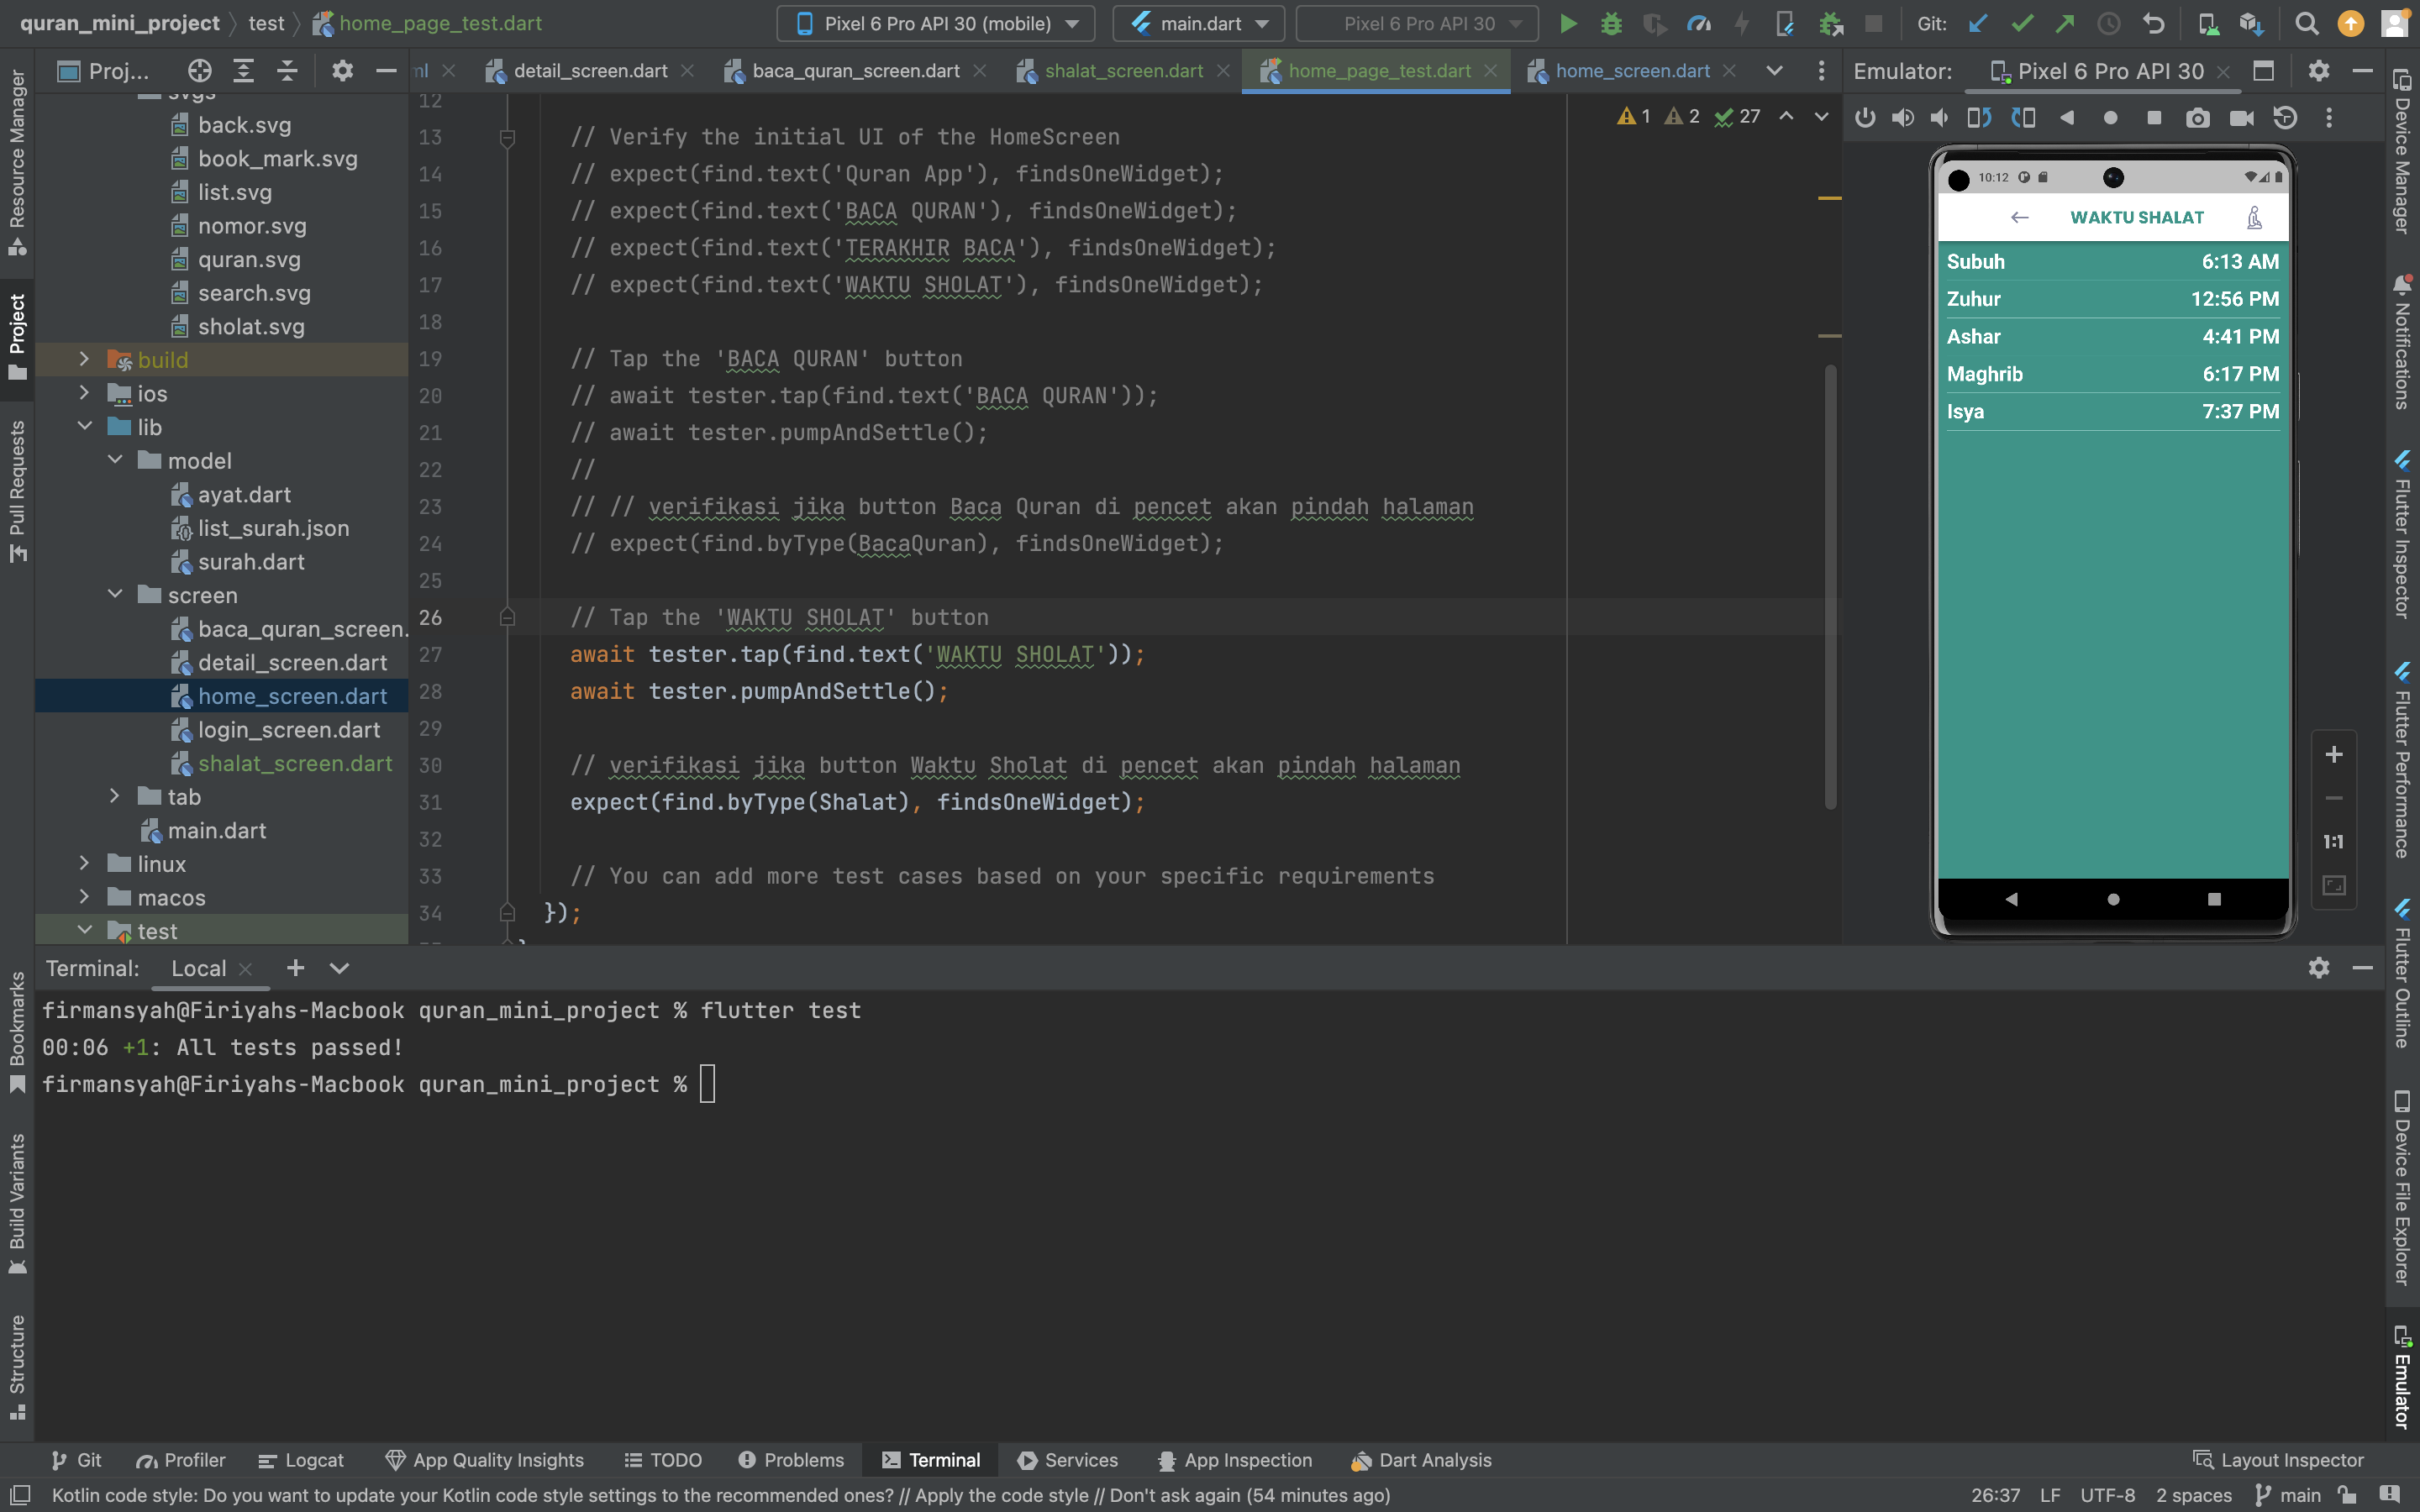 quran_mini_project
test
home_page_test.dart
Pixel 6 Pro API 30 (mobile)
main.dart
Pixel 6 Pro API 30
Git:
Proj...
detail_screen.dart
baca_quran_screen.dart
shalat_screen.dart
home_page_test.dart
home_screen.dart
Emulator:
Pixel 6 Pro API 30
Resource Manager
Project
Pull Requests
Bookmarks
Build Variants
Structure
svgs
back.svg
book_mark.svg
list.svg
nomor.svg
quran.svg
search.svg
sholat.svg
build
ios
lib
model
ayat.dart
list_surah.json
surah.dart
screen
baca_quran_screen.
detail_screen.dart
home_screen.dart
login_screen.dart
shalat_screen.dart
tab
main.dart
linux
macos
test
1 2 27
12
13 // Verify the initial UI of the HomeScreen
14 // expect(find.text('Quran App'), findsOneWidget);
15 // expect(find.text('BACA QURAN'), findsOneWidget);
16 // expect(find.text('TERAKHIR BACA'), findsOneWidget);
17 // expect(find.text('WAKTU SHOLAT'), findsOneWidget);
18
19 // Tap the 'BACA QURAN' button
20 // await tester.tap(find.text('BACA QURAN'));
21 // await tester.pumpAndSettle();
22 //
23 // // verifikasi jika button Baca Quran di pencet akan pindah halaman
24 // expect(find.byType(BacaQuran), findsOneWidget);
25
26 // Tap the 'WAKTU SHOLAT' button
27 await tester.tap(find.text('WAKTU SHOLAT'));
28 await tester.pumpAndSettle();
29
30 // verifikasi jika button Waktu Sholat di pencet akan pindah halaman
31 expect(find.byType(Shalat), findsOneWidget);
32
33 // You can add more test cases based on your specific requirements
34 });
10:12
WAKTU SHALAT
Subuh 6:13 AM
Zuhur 12:56 PM
Ashar 4:41 PM
Maghrib 6:17 PM
Isya 7:37 PM
1:1
Device Manager
Notifications
Flutter Inspector
Flutter Performance
Flutter Outline
Device File Explorer
Emulator
Terminal: Local
firmansyah@Firiyahs-Macbook quran_mini_project % flutter test
00:06 +1: All tests passed!
firmansyah@Firiyahs-Macbook quran_mini_project %
Git
Profiler
Logcat
App Quality Insights
TODO
Problems
Terminal
Services
App Inspection
Dart Analysis
Layout Inspector
Kotlin code style: Do you want to update your Kotlin code style settings to the recommended ones? // Apply the code style // Don't ask again (54 minutes ago)
26:37 LF UTF-8 2 spaces main